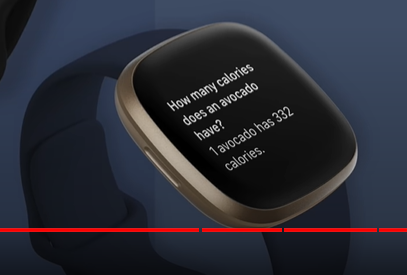 How many calories
does an avocado
have?
1 avocado has 332
calories.